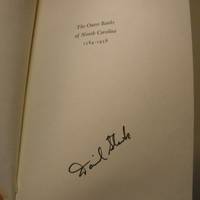 The Outer Banks
of North Carolina
1584-1958
David Stick